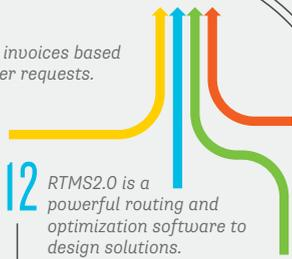 invoices based
er requests.
12
RTMS2.0 is a
powerful routing and
optimization software to
design solutions.